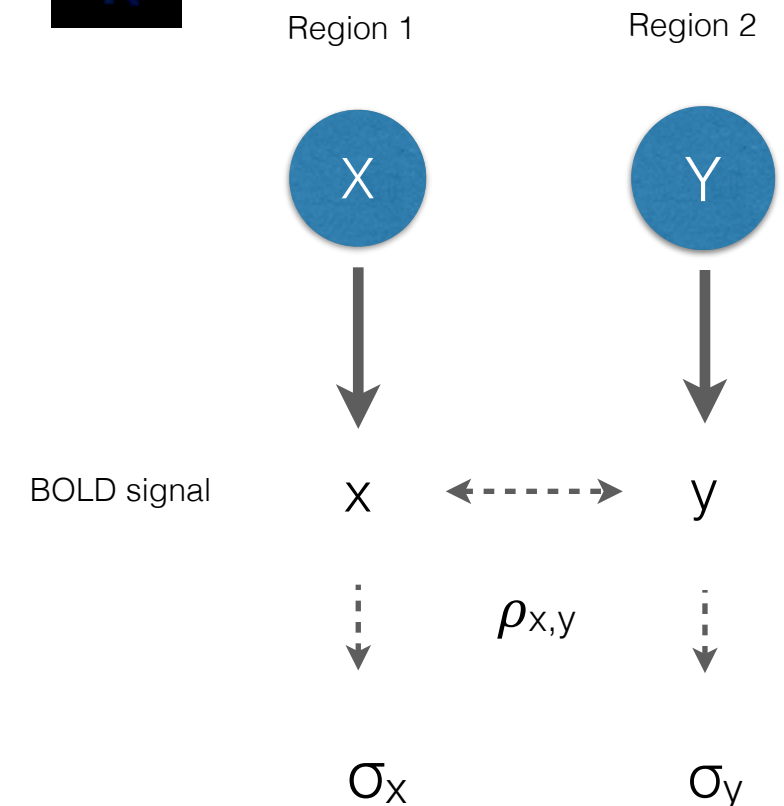 Region 1 Region 2
X Y
BOLD signal x y
ρx,y
σx σy